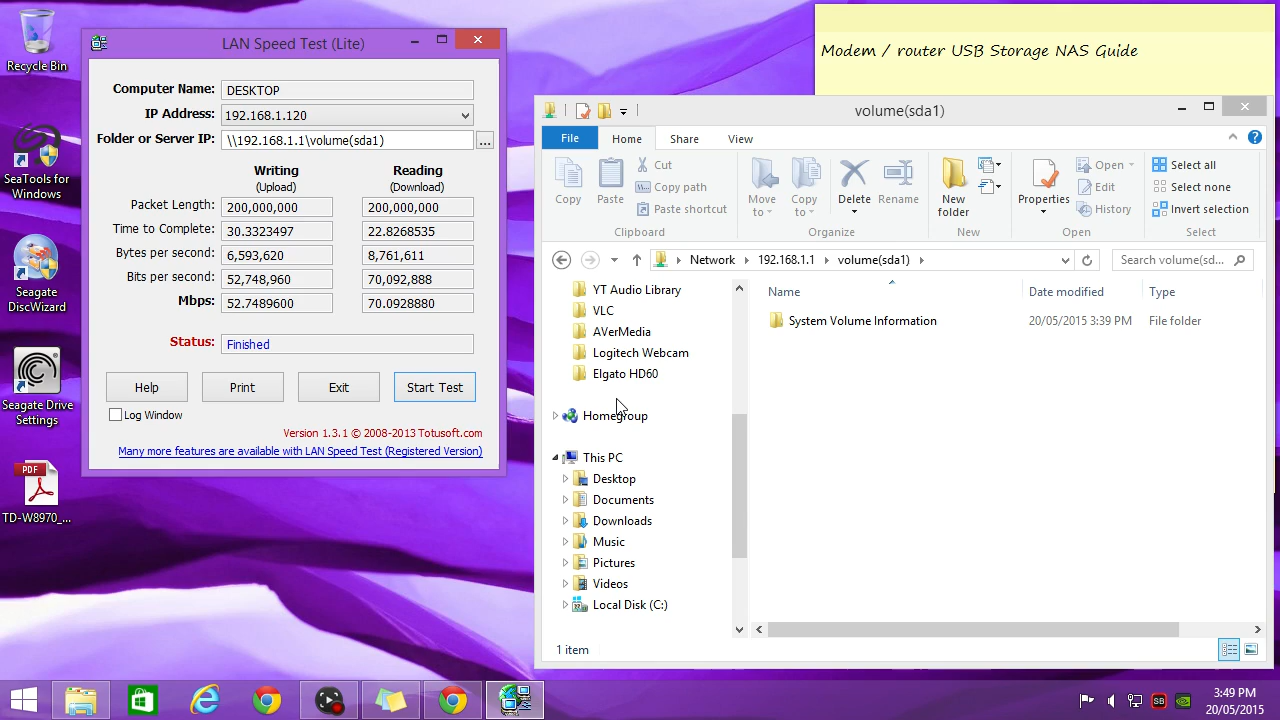 Recycle Bin
SeaTools for
Windows
Seagate
DiscWizard
Seagate Drive
Settings
PDF
TD-W8970_...
LAN Speed Test (Lite)
Computer Name: DESKTOP
IP Address: 192.168.1.120
Folder or Server IP: \\192.168.1.1\volume(sda1) ...
Writing Reading
(Upload) (Download)
Packet Length: 200,000,000 200,000,000
Time to Complete: 30.3323497 22.8268535
Bytes per second: 6,593,620 8,761,611
Bits per second: 52,748,960 70,092,888
Mbps: 52.7489600 70.0928880
Status: Finished
Help Print Exit Start Test
Log Window
Version 1.3.1 © 2008-2013 Totusoft.com
Many more features are available with LAN Speed Test (Registered Version)
Modem / router USB Storage NAS Guide
volume(sda1)
File Home Share View
Copy Paste
Cut
Copy path
Paste shortcut
Clipboard
Move to
Copy to
Delete Rename
Organize
New folder
New
Properties
Open
Edit
History
Open
Select all
Select none
Invert selection
Select
Network 192.168.1.1 volume(sda1)
Search volume(sd...
YT Audio Library
VLC
AVerMedia
Logitech Webcam
Elgato HD60
Homegroup
This PC
Desktop
Documents
Downloads
Music
Pictures
Videos
Local Disk (C:)
Name Date modified Type
System Volume Information 20/05/2015 3:39 PM File folder
1 item
SB
3:49 PM
20/05/2015